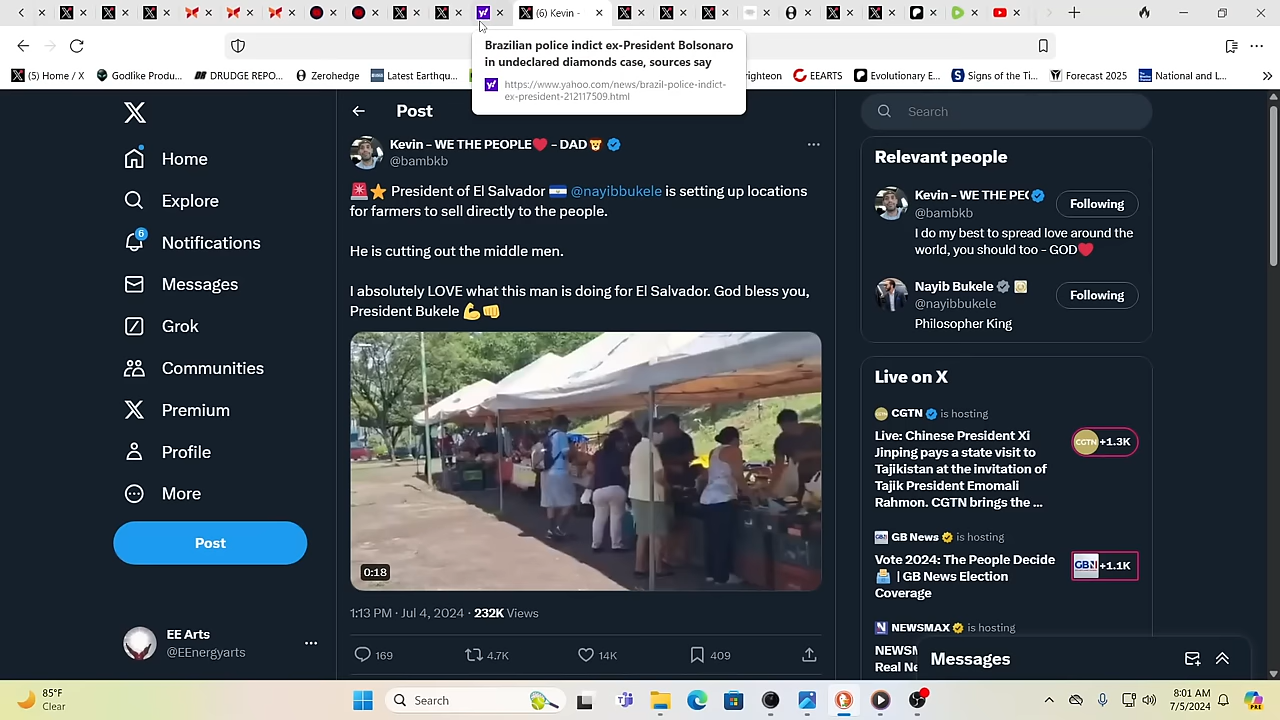 (6) Kevin -
Brazilian police indict ex-President Bolsonaro
in undeclared diamonds case, sources say
https://www.yahoo.com/news/brazil-police-indict-
ex-president-212117509.html
(5) Home / X
Godlike Produ...
DRUDGE REPO...
Zerohedge
Latest Earthqu...
righteon
EEARTS
Evolutionary E...
Signs of the Ti...
Forecast 2025
National and L...
Home
Explore
6
Notifications
Messages
Grok
Communities
Premium
Profile
More
Post
EE Arts
@EEnergyarts
Post
Kevin - WE THE PEOPLE❤️ - DAD
@bambkb
🚨⭐ President of El Salvador 🇸🇻 @nayibbukele is setting up locations
for farmers to sell directly to the people.
He is cutting out the middle men.
I absolutely LOVE what this man is doing for El Salvador. God bless you,
President Bukele 💪👊
0:18
1:13 PM · Jul 4, 2024 · 232K Views
169
4.7K
14K
409
Search
Relevant people
Kevin - WE THE PE
@bambkb
Following
I do my best to spread love around the
world, you should too - GOD❤️
Nayib Bukele
@nayibbukele
Following
Philosopher King
Live on X
CGTN is hosting
Live: Chinese President Xi
Jinping pays a state visit to
Tajikistan at the invitation of
Tajik President Emomali
Rahmon. CGTN brings the ...
CGTN +1.3K
GB News is hosting
Vote 2024: The People Decide
🗳️ | GB News Election
Coverage
GBN +1.1K
NEWSMAX is hosting
NEWSM
Real Ne
Messages
85°F
Clear
Search
8:01 AM
7/5/2024